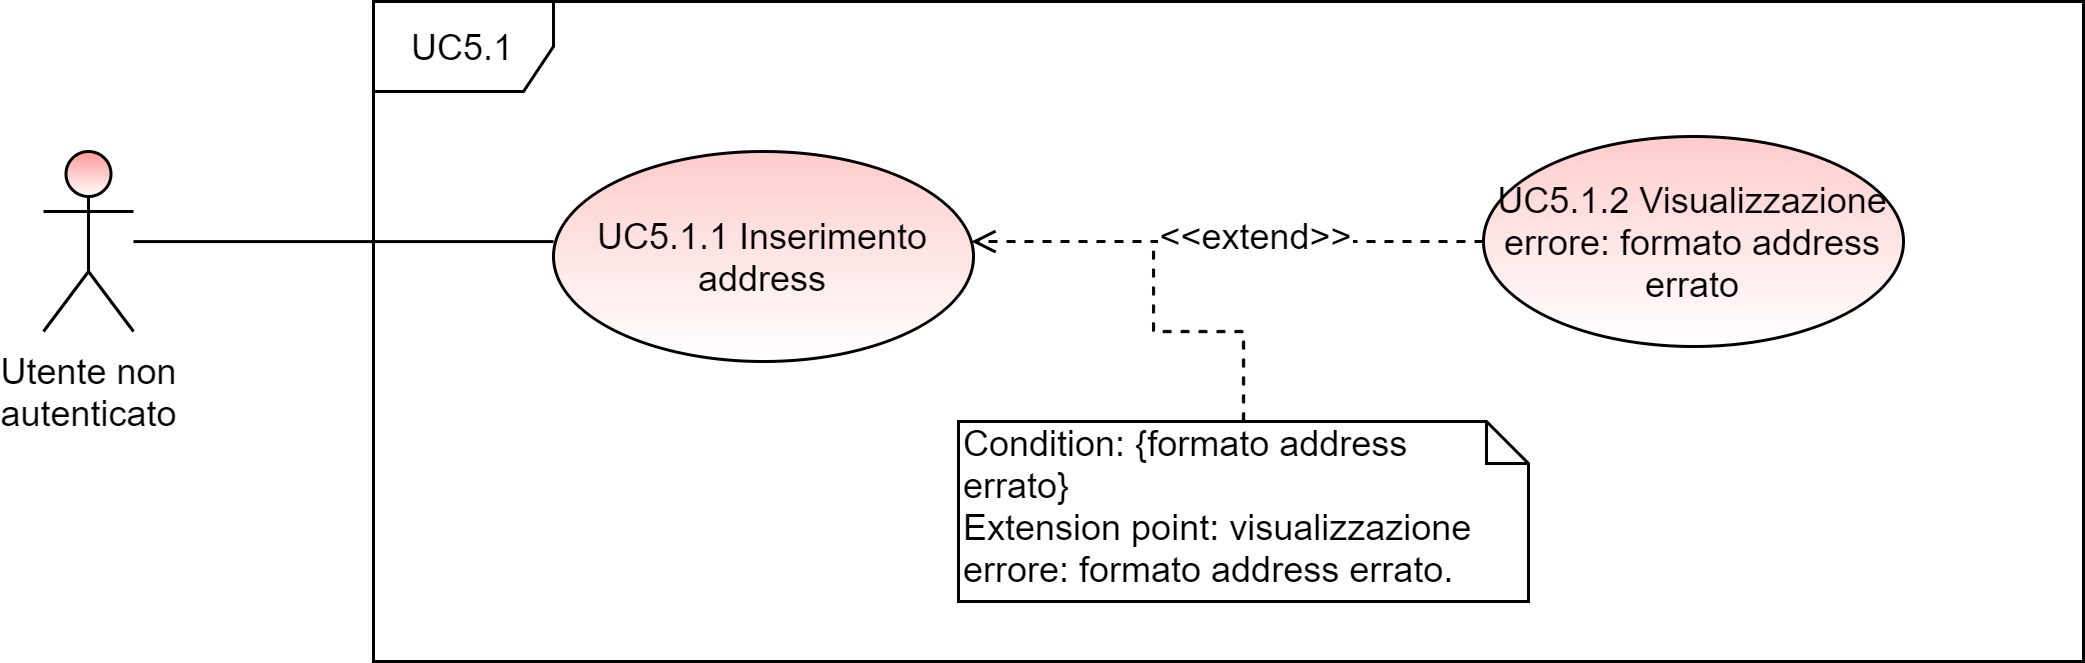 UC5.1
Utente non
autenticato
UC5.1.1 Inserimento
address
<<extend>>
UC5.1.2 Visualizzazione
errore: formato address
errato
Condition: {formato address
errato}
Extension point: visualizzazione
errore: formato address errato.